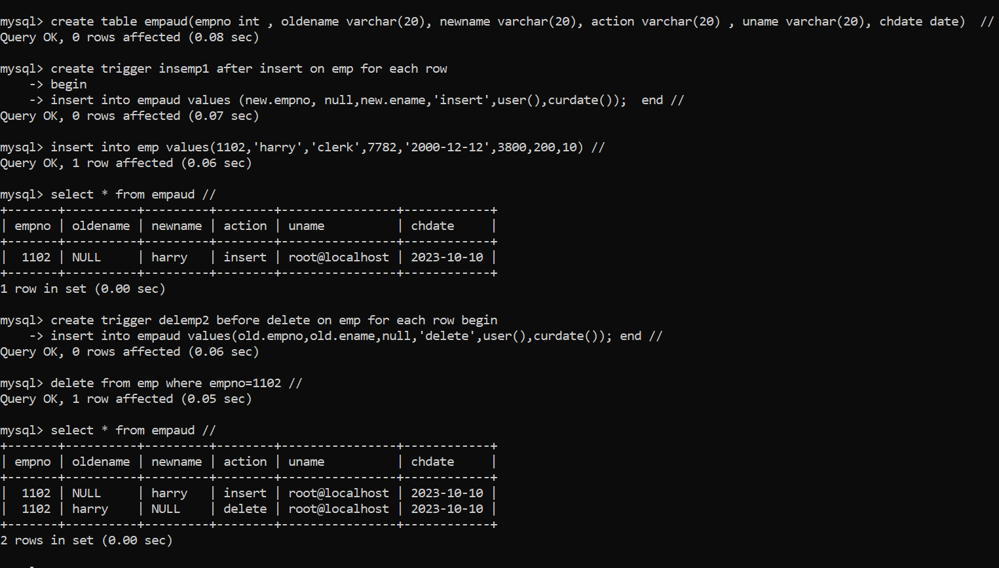 mysql> create table empaud(empno int , oldename varchar(20), newname varchar(20), action varchar(20) , uname varchar(20), chdate date)  //
Query OK, 0 rows affected (0.08 sec)
mysql> create trigger insemp1 after insert on emp for each row
    -> begin
    -> insert into empaud values (new.empno, null,new.ename,'insert',user(),curdate());  end //
Query OK, 0 rows affected (0.07 sec)
mysql> insert into emp values(1102,'harry','clerk',7782,'2000-12-12',3800,200,10) //
Query OK, 1 row affected (0.06 sec)
mysql> select * from empaud //
+-------+----------+---------+--------+----------------+------------+
| empno | oldename | newname | action | uname          | chdate     |
+-------+----------+---------+--------+----------------+------------+
|  1102 | NULL     | harry   | insert | root@localhost | 2023-10-10 |
+-------+----------+---------+--------+----------------+------------+
1 row in set (0.00 sec)
mysql> create trigger delemp2 before delete on emp for each row begin
    -> insert into empaud values(old.empno,old.ename,null,'delete',user(),curdate()); end //
Query OK, 0 rows affected (0.06 sec)
mysql> delete from emp where empno=1102 //
Query OK, 1 row affected (0.05 sec)
mysql> select * from empaud //
+-------+----------+---------+--------+----------------+------------+
| empno | oldename | newname | action | uname          | chdate     |
+-------+----------+---------+--------+----------------+------------+
|  1102 | NULL     | harry   | insert | root@localhost | 2023-10-10 |
|  1102 | harry    | NULL    | delete | root@localhost | 2023-10-10 |
+-------+----------+---------+--------+----------------+------------+
2 rows in set (0.00 sec)